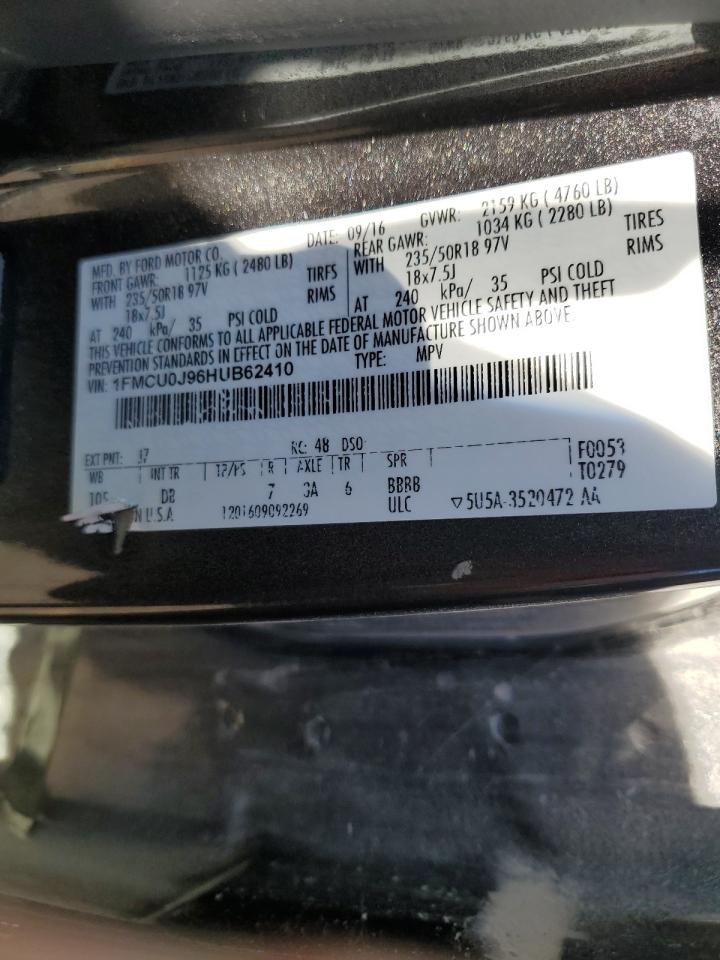 MFD. BY FORD MOTOR CO. DATE: 09/16 GVWR: 2159 KG ( 4760 LB)
FRONT GAWR: 1125 KG ( 2480 LB) REAR GAWR: 1034 KG ( 2280 LB)
WITH 235/50R18 97V TIRES WITH 235/50R18 97V TIRES
18x7.5J RIMS 18x7.5J RIMS
AT 240 kPa/ 35 PSI COLD AT 240 kPa/ 35 PSI COLD
THIS VEHICLE CONFORMS TO ALL APPLICABLE FEDERAL MOTOR VEHICLE SAFETY AND THEFT
PREVENTION STANDARDS IN EFFECT ON THE DATE OF MANUFACTURE SHOWN ABOVE.
VIN: 1FMCU0J96HUB62410 TYPE: MPV
EXT PNT: RC: 48 DSO: F0053
WB INT TR TP/PS R AXLE TR SPR T0279
105 7 6 BBBB
IN U.S.A 1201609092269 ULC 5U5A-3520472 AA